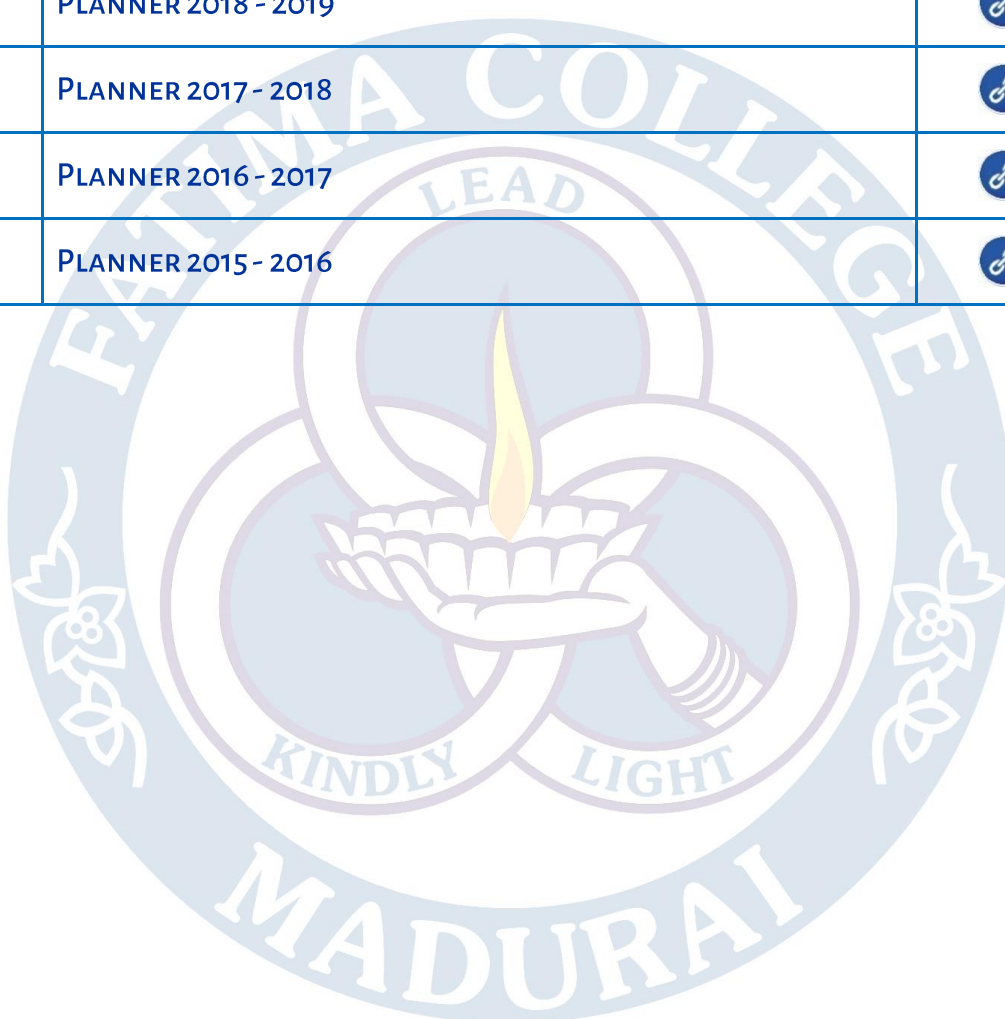 PLANNER 2018 - 2019
PLANNER 2017 - 2018
PLANNER 2016 - 2017
PLANNER 2015 - 2016
FATIMA COLLEGE
LEAD
KINDLY
LIGHT
MADURAI